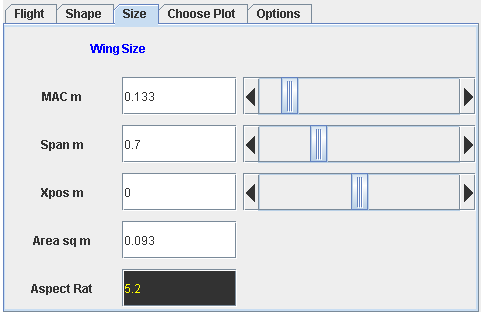 Flight Shape Size Choose Plot Options
Wing Size
MAC m 0.133
Span m 0.7
Xpos m 0
Area sq m 0.093
Aspect Rat 5.2